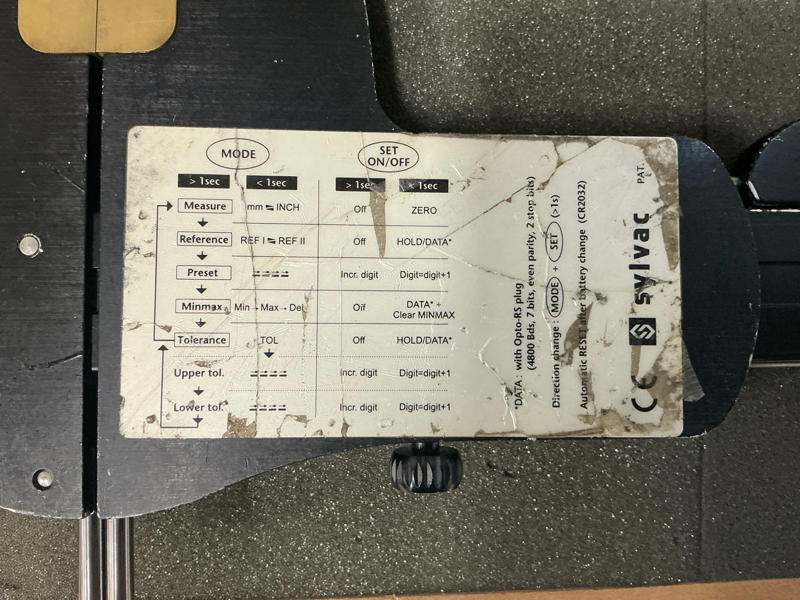 MODE
SET
ON/OFF
> 1sec < 1sec > 1sec < 1sec
Measure mm ⇆ INCH Off ZERO
Reference REF I ⇆ REF II Off HOLD/DATA*
Preset Incr. digit Digit=digit+1
Minmax Min → Max → Del Off DATA* +
Clear MINMAX
Tolerance TOL Off HOLD/DATA*
Upper tol. Incr. digit Digit=digit+1
Lower tol. Incr. digit Digit=digit+1
*DATA : with Opto-RS plug
(4800 Bds, 7 bits, even parity, 2 stop bits)
Direction change : MODE + SET (>1s)
Automatic RESET after battery change (CR2032)
CE sylvac PAT.